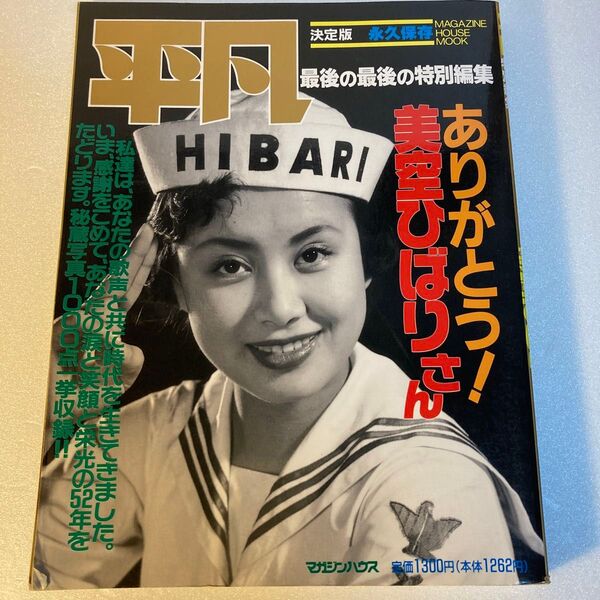 平凡
決定版 永久保存
MAGAZINE
HOUSE
MOOK
最後の最後の特別編集
HIBARI
ありがとう!
美空ひばりさん
私達は、あなたの歌声と共に時代を生きてきました。
いま、感謝をこめて、あなたの涙と笑顔と栄光の52年を
たどります。秘蔵写真1000点一挙収録!!
マガジンハウス
定価1300円(本体1262円)